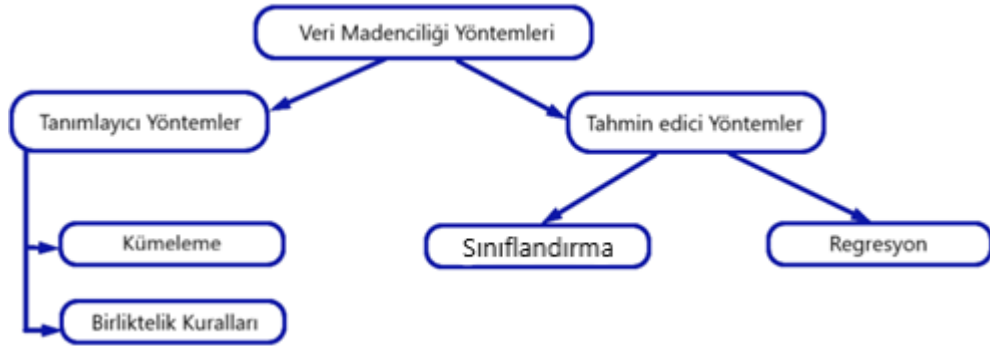 Veri Madenciliği Yöntemleri
Tanımlayıcı Yöntemler
Tahmin edici Yöntemler
Kümeleme
Sınıflandırma
Regresyon
Birliktelik Kuralları